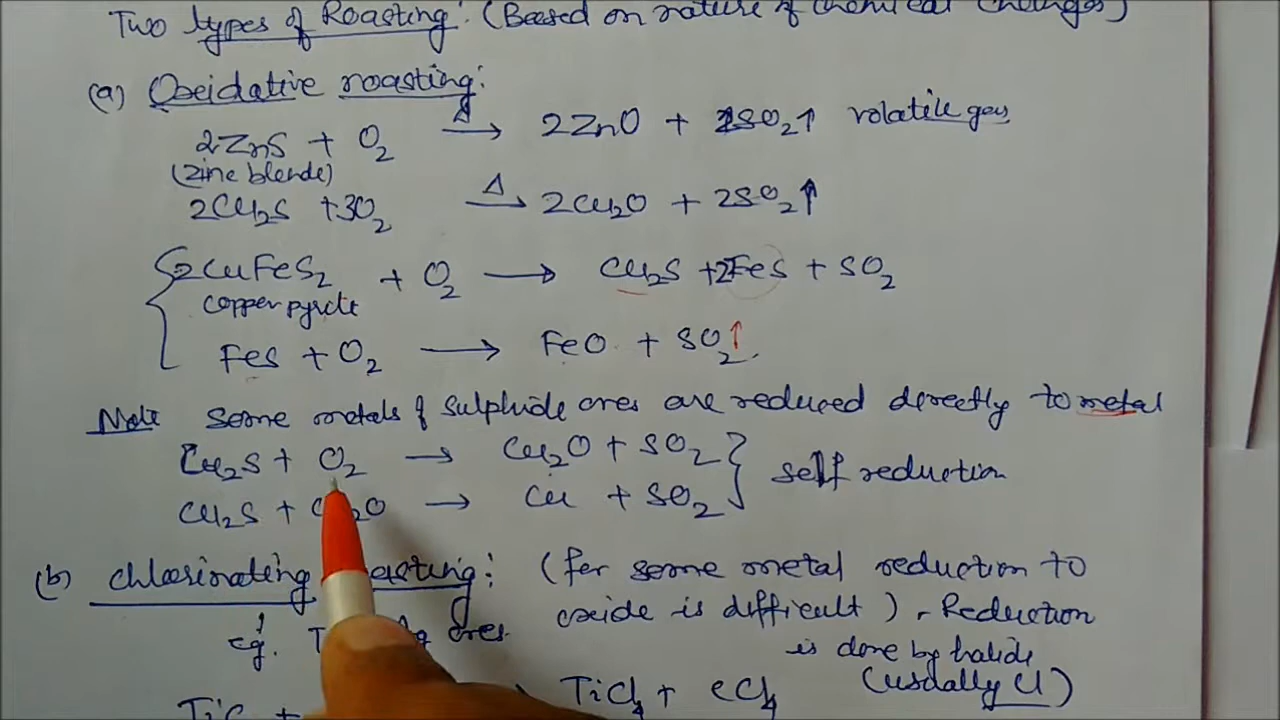 Two types of Roasting: (Based on nature of chemical changes)
(a) Oxidative roasting:
2ZnS + O₂ —Δ→ 2ZnO + 2SO₂↑ volatile gas
(zinc blende)
2Cu₂S + 3O₂ —Δ→ 2Cu₂O + 2SO₂↑
2CuFeS₂ + O₂ → Cu₂S + 2FeS + SO₂
copper pyrite
FeS + O₂ → FeO + SO₂↑
Note Some metals of sulphide ores are reduced directly to metal
Cu₂S + O₂ → Cu₂O + SO₂ } self reduction
Cu₂S + O → Cu + SO₂
(b) chlorinating : (for some metal reduction to
oxide is difficult), Reduction
eg. ores
is done by halide
TiCl₄ + CCl₄ (usually Cl)
+